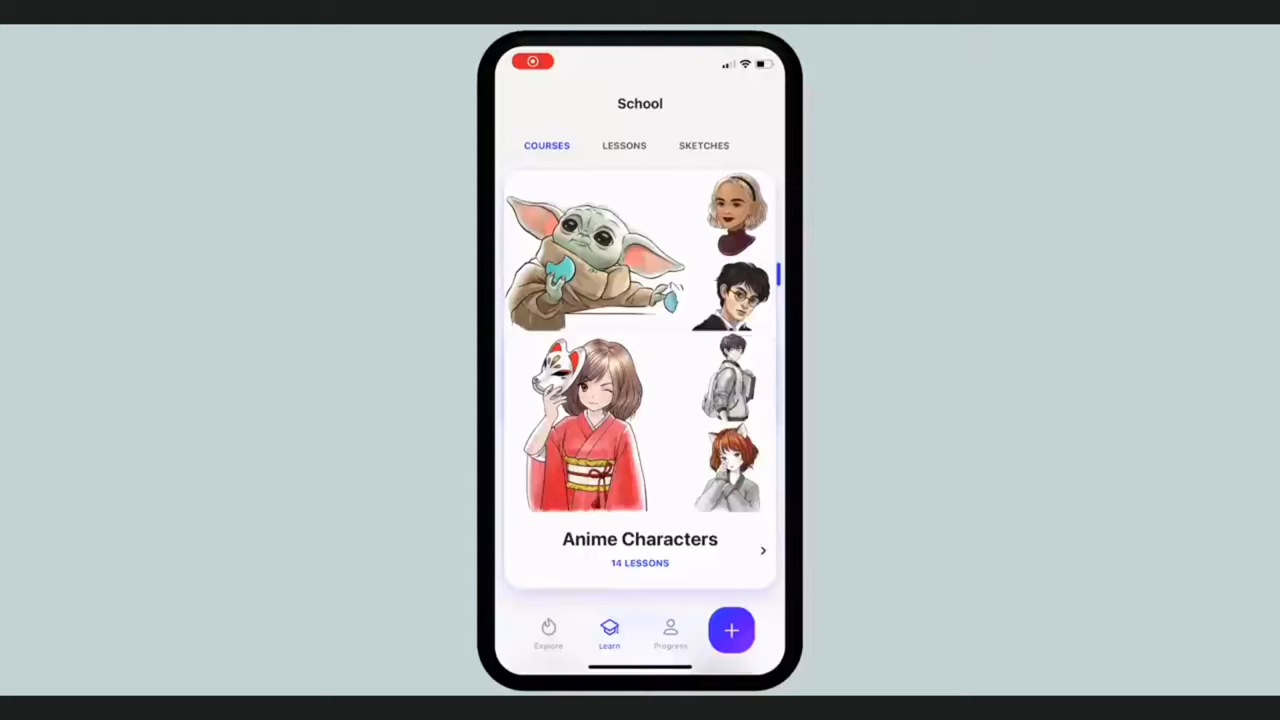 School
COURSES LESSONS SKETCHES
Anime Characters
14 LESSONS
Explore Learn Progress